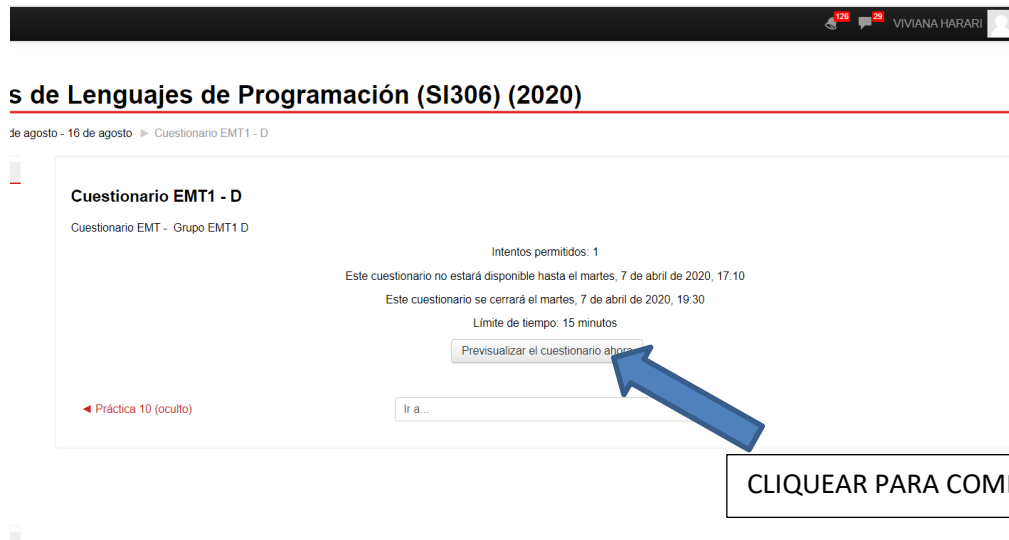 126 29 VIVIANA HARARI
s de Lenguajes de Programación (SI306) (2020)
de agosto - 16 de agosto ► Cuestionario EMT1 - D
Cuestionario EMT1 - D
Cuestionario EMT - Grupo EMT1 D
Intentos permitidos: 1
Este cuestionario no estará disponible hasta el martes, 7 de abril de 2020, 17:10
Este cuestionario se cerrará el martes, 7 de abril de 2020, 19:30
Límite de tiempo: 15 minutos
Previsualizar el cuestionario ahora
◄ Práctica 10 (oculto) Ir a...
CLIQUEAR PARA COM